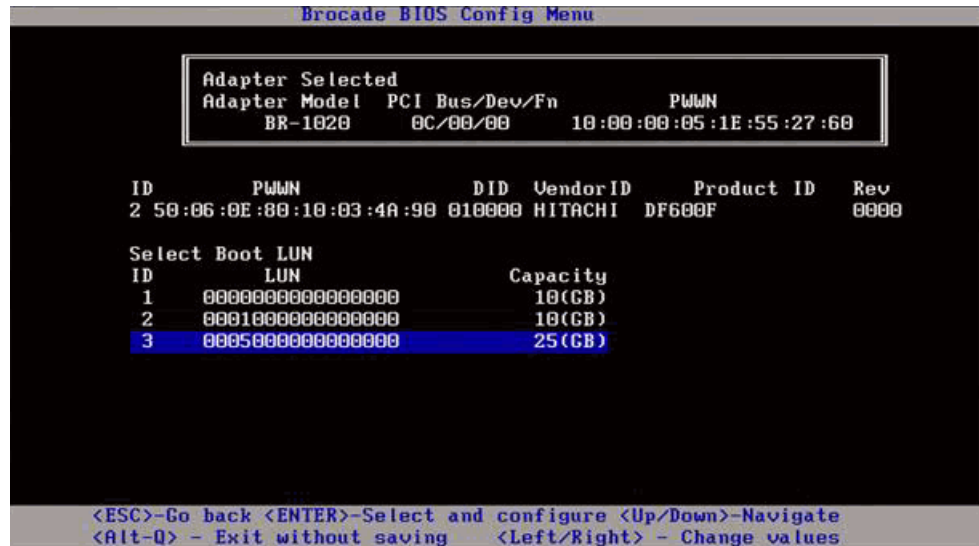 Brocade BIOS Config Menu
Adapter Selected
Adapter Model PCI Bus/Dev/Fn PWWN
BR-1020 0C/00/00 10:00:00:05:1E:55:27:60
ID PWWN DID VendorID Product ID Rev
2 50:06:0E:80:10:03:4A:90 010000 HITACHI DF600F 0000
Select Boot LUN
ID LUN Capacity
1 0000000000000000 10(GB)
2 0001000000000000 10(GB)
3 0005000000000000 25(GB)
<ESC>-Go back <ENTER>-Select and configure <Up/Down>-Navigate
<Alt-Q> - Exit without saving <Left/Right> - Change values